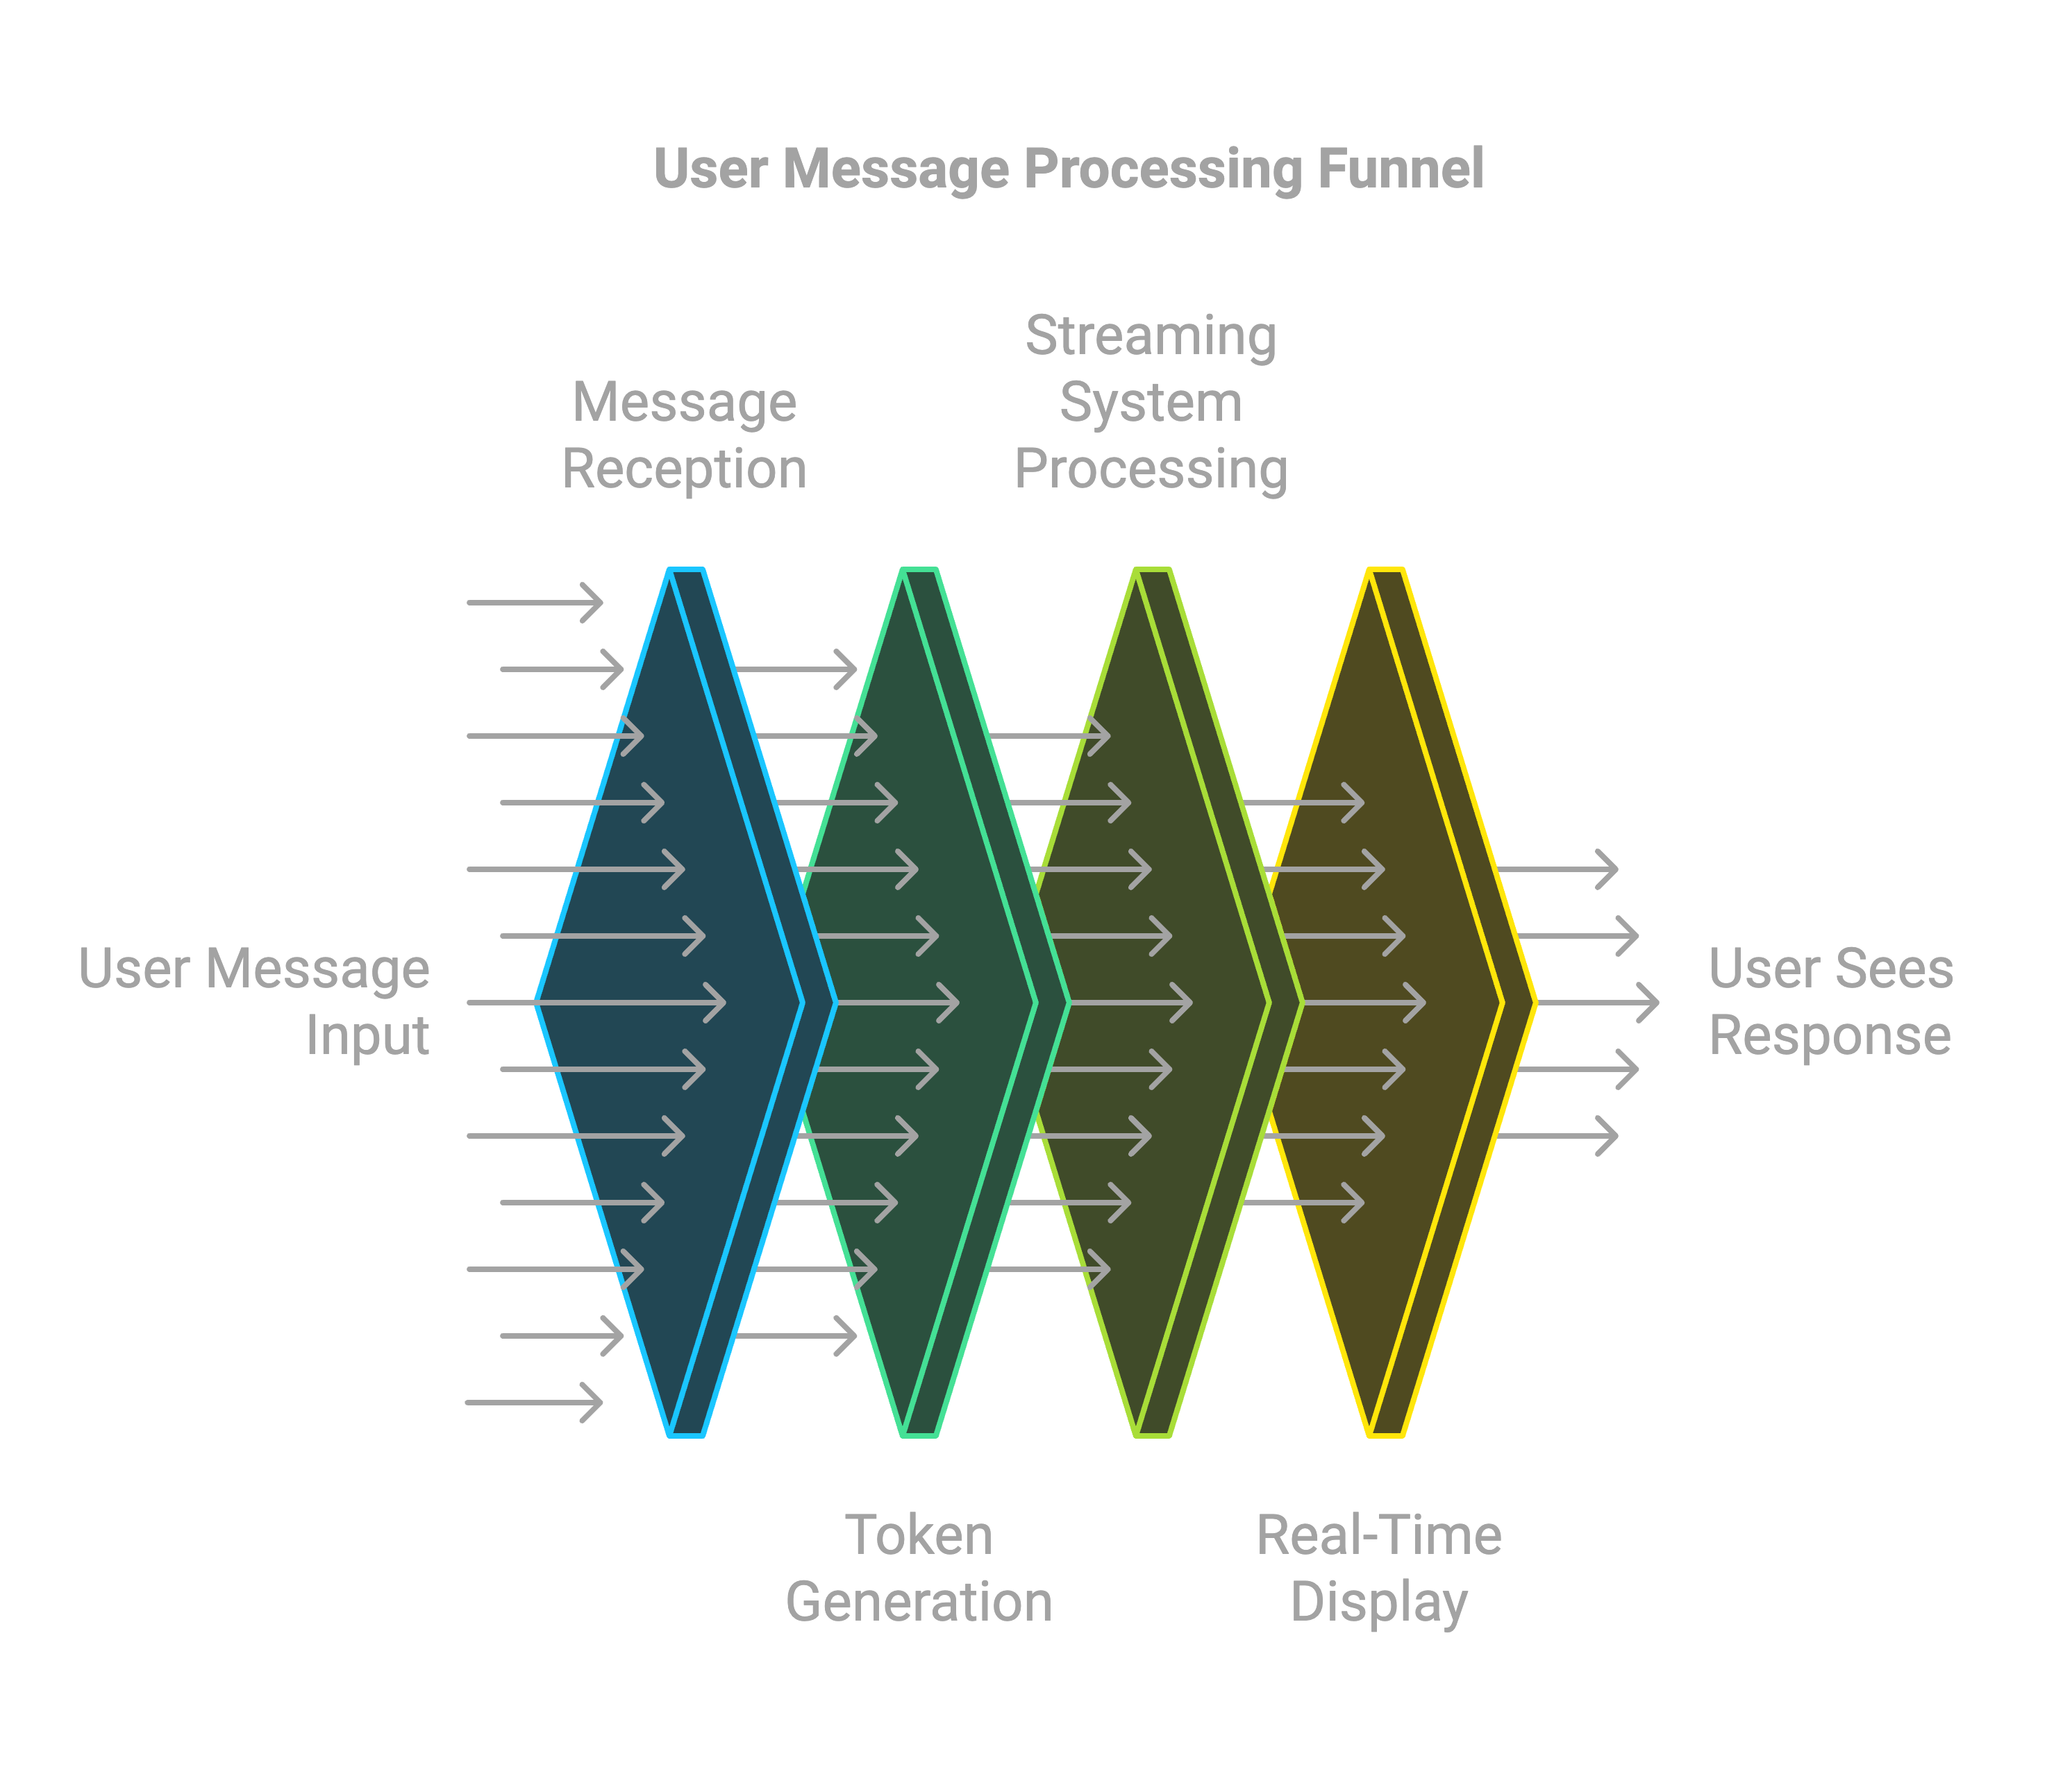 User Message Processing Funnel
Streaming
System
Processing
Message
Reception
User Message
Input
User Sees
Response
Token
Generation
Real-Time
Display